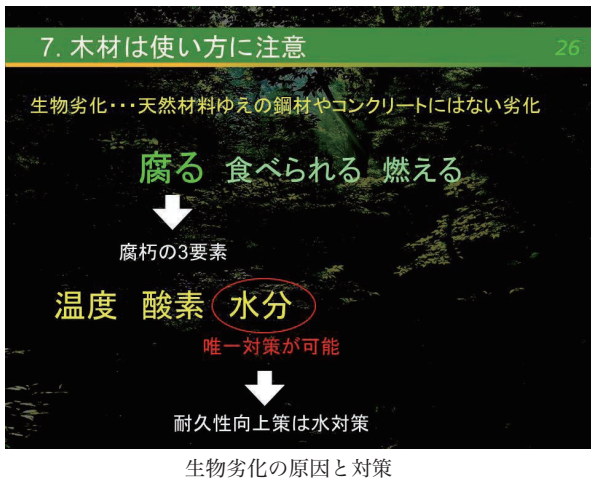 7. 木材は使い方に注意 26
生物劣化・・・天然材料ゆえの鋼材やコンクリートにはない劣化
腐る 食べられる 燃える
腐朽の3要素
温度 酸素 水分
唯一対策が可能
耐久性向上策は水対策
生物劣化の原因と対策